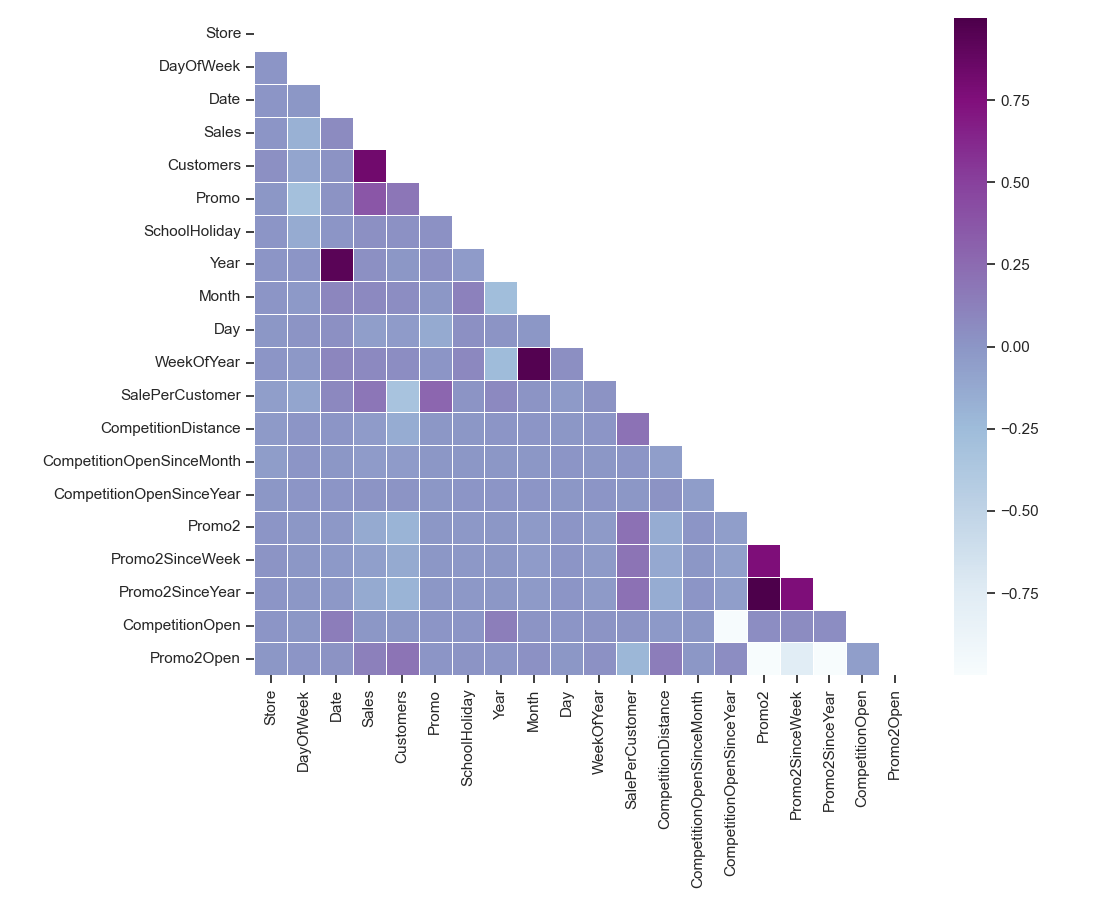 Store
DayOfWeek
Date
Sales
Customers
Promo
SchoolHoliday
Year
Month
Day
WeekOfYear
SalePerCustomer
CompetitionDistance
CompetitionOpenSinceMonth
CompetitionOpenSinceYear
Promo2
Promo2SinceWeek
Promo2SinceYear
CompetitionOpen
Promo2Open
Store
DayOfWeek
Date
Sales
Customers
Promo
SchoolHoliday
Year
Month
Day
WeekOfYear
SalePerCustomer
CompetitionDistance
CompetitionOpenSinceMonth
CompetitionOpenSinceYear
Promo2
Promo2SinceWeek
Promo2SinceYear
CompetitionOpen
Promo2Open
0.75
0.50
0.25
0.00
−0.25
−0.50
−0.75